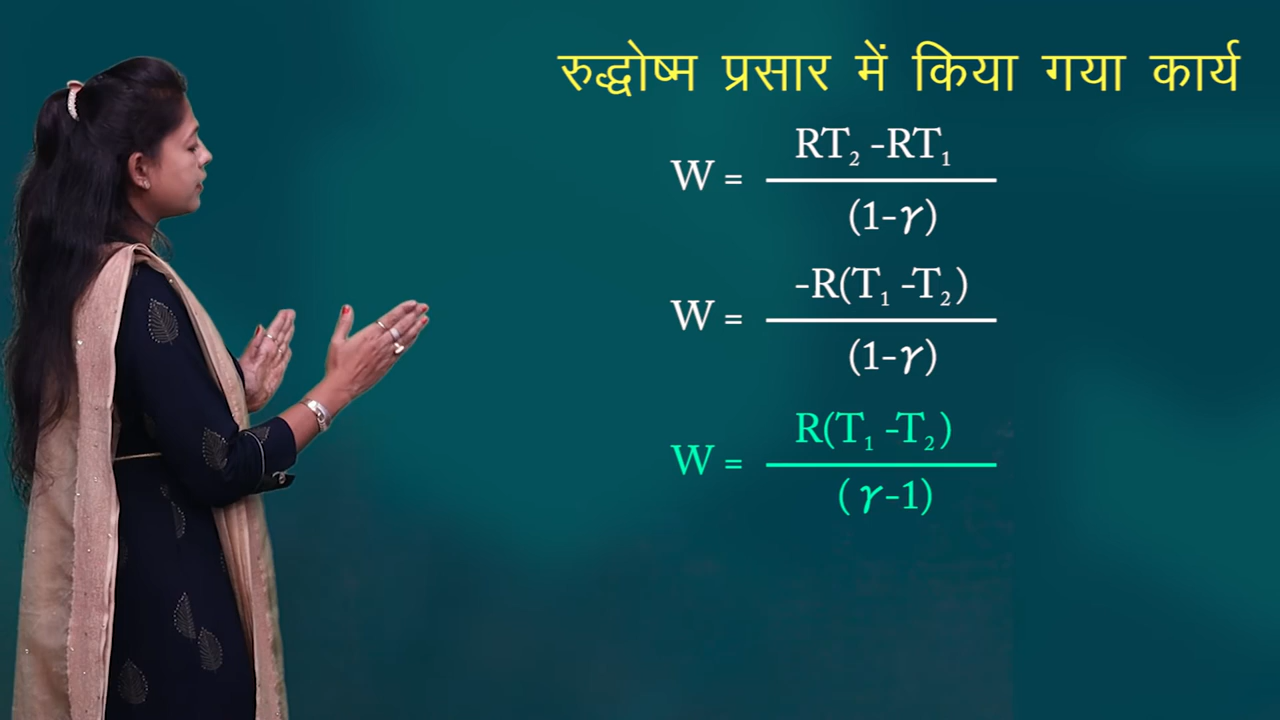 रुद्धोष्म प्रसार में किया गया कार्य
W = RT₂ -RT₁ / (1-γ)
W = -R(T₁ -T₂) / (1-γ)
W = R(T₁ -T₂) / (γ-1)